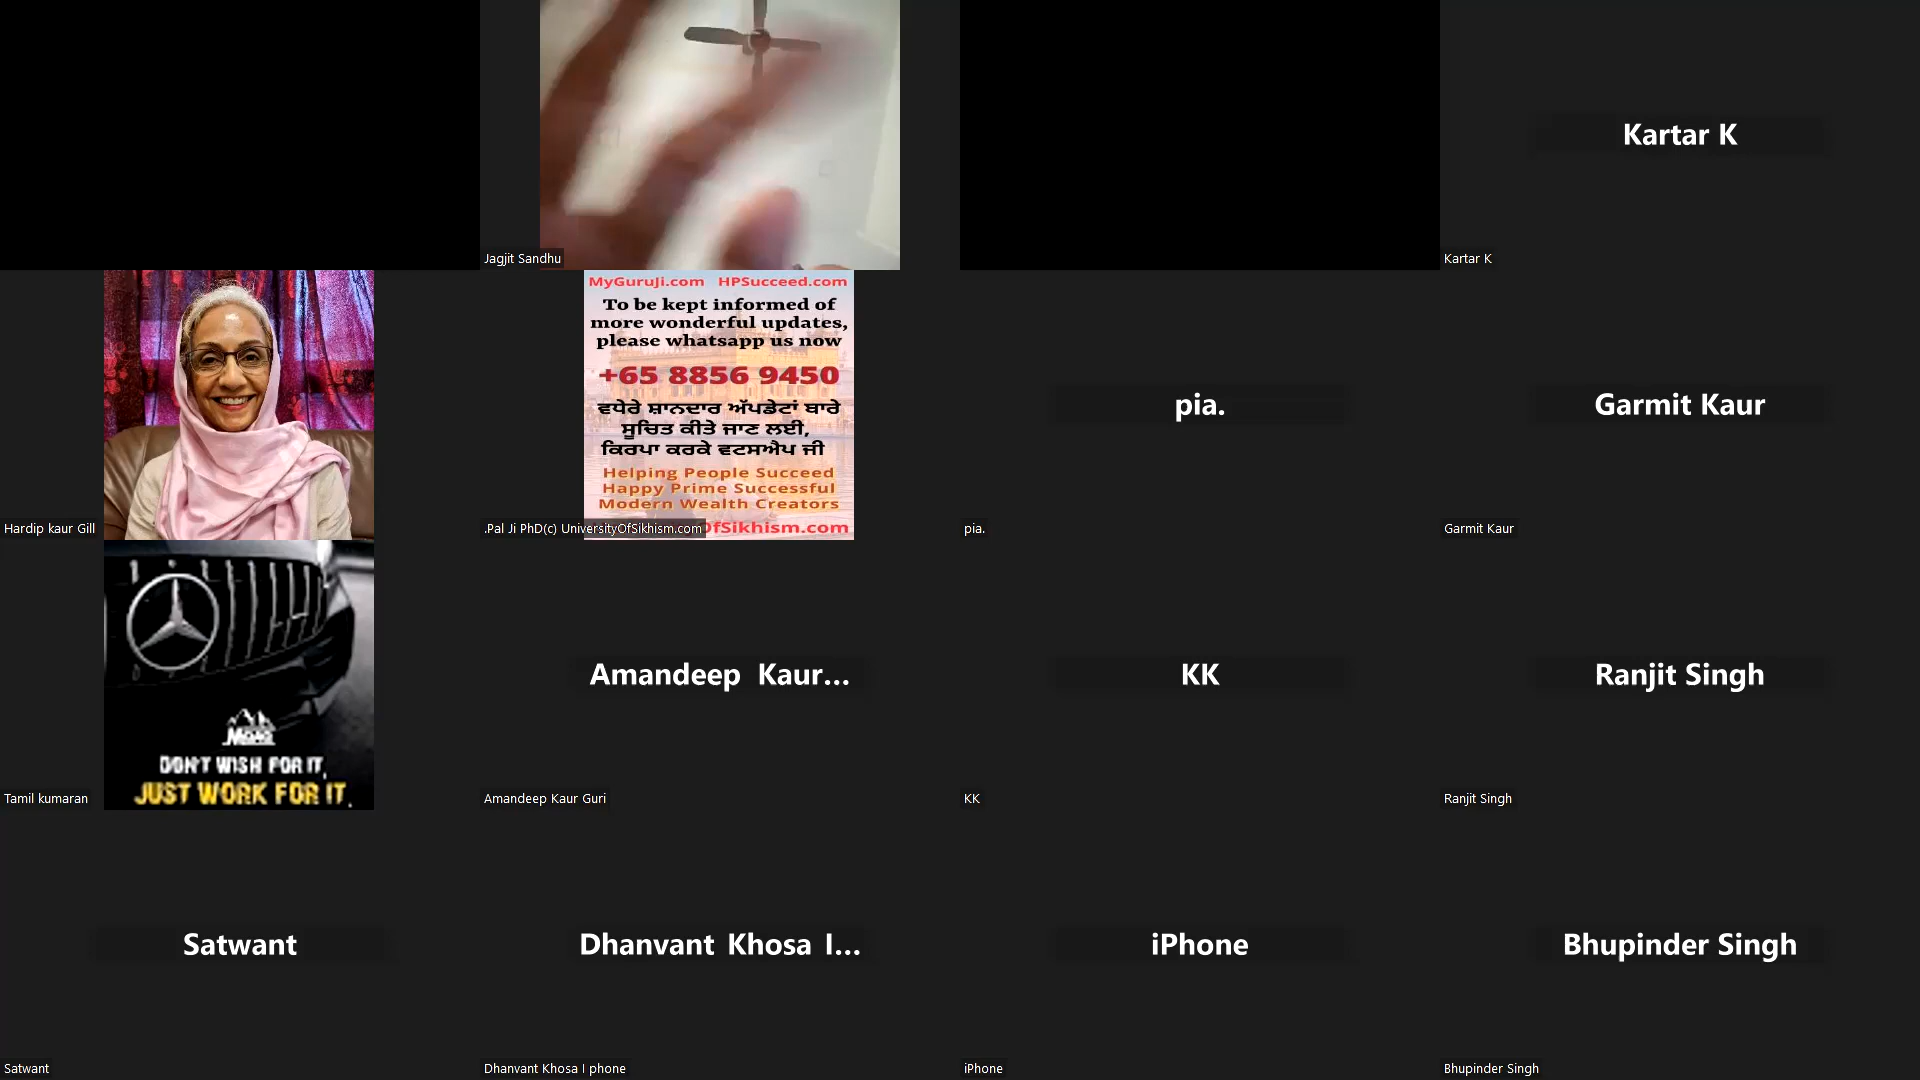 Jagjit Sandhu
Kartar K
Kartar K
Hardip kaur Gill
MyGuruJi.com HPSucceed.com
To be kept informed of
more wonderful updates,
please whatsapp us now
+65 8856 9450
ਵਧੇਰੇ ਸ਼ਾਨਦਾਰ ਅੱਪਡੇਟਾਂ ਬਾਰੇ
ਸੂਚਿਤ ਕੀਤੇ ਜਾਣ ਲਈ,
ਕਿਰਪਾ ਕਰਕੇ ਵਟਸਐਪ ਜੀ
Helping People Succeed
Happy Prime Successful
Modern Wealth Creators
OfSikhism.com
.Pal Ji PhD(c) UniversityOfSikhism.com
pia.
pia.
Garmit Kaur
Garmit Kaur
DON'T WISH FOR IT,
JUST WORK FOR IT.
Tamil kumaran
Amandeep Kaur...
Amandeep Kaur Guri
KK
KK
Ranjit Singh
Ranjit Singh
Satwant
Satwant
Dhanvant Khosa I...
Dhanvant Khosa I phone
iPhone
iPhone
Bhupinder Singh
Bhupinder Singh